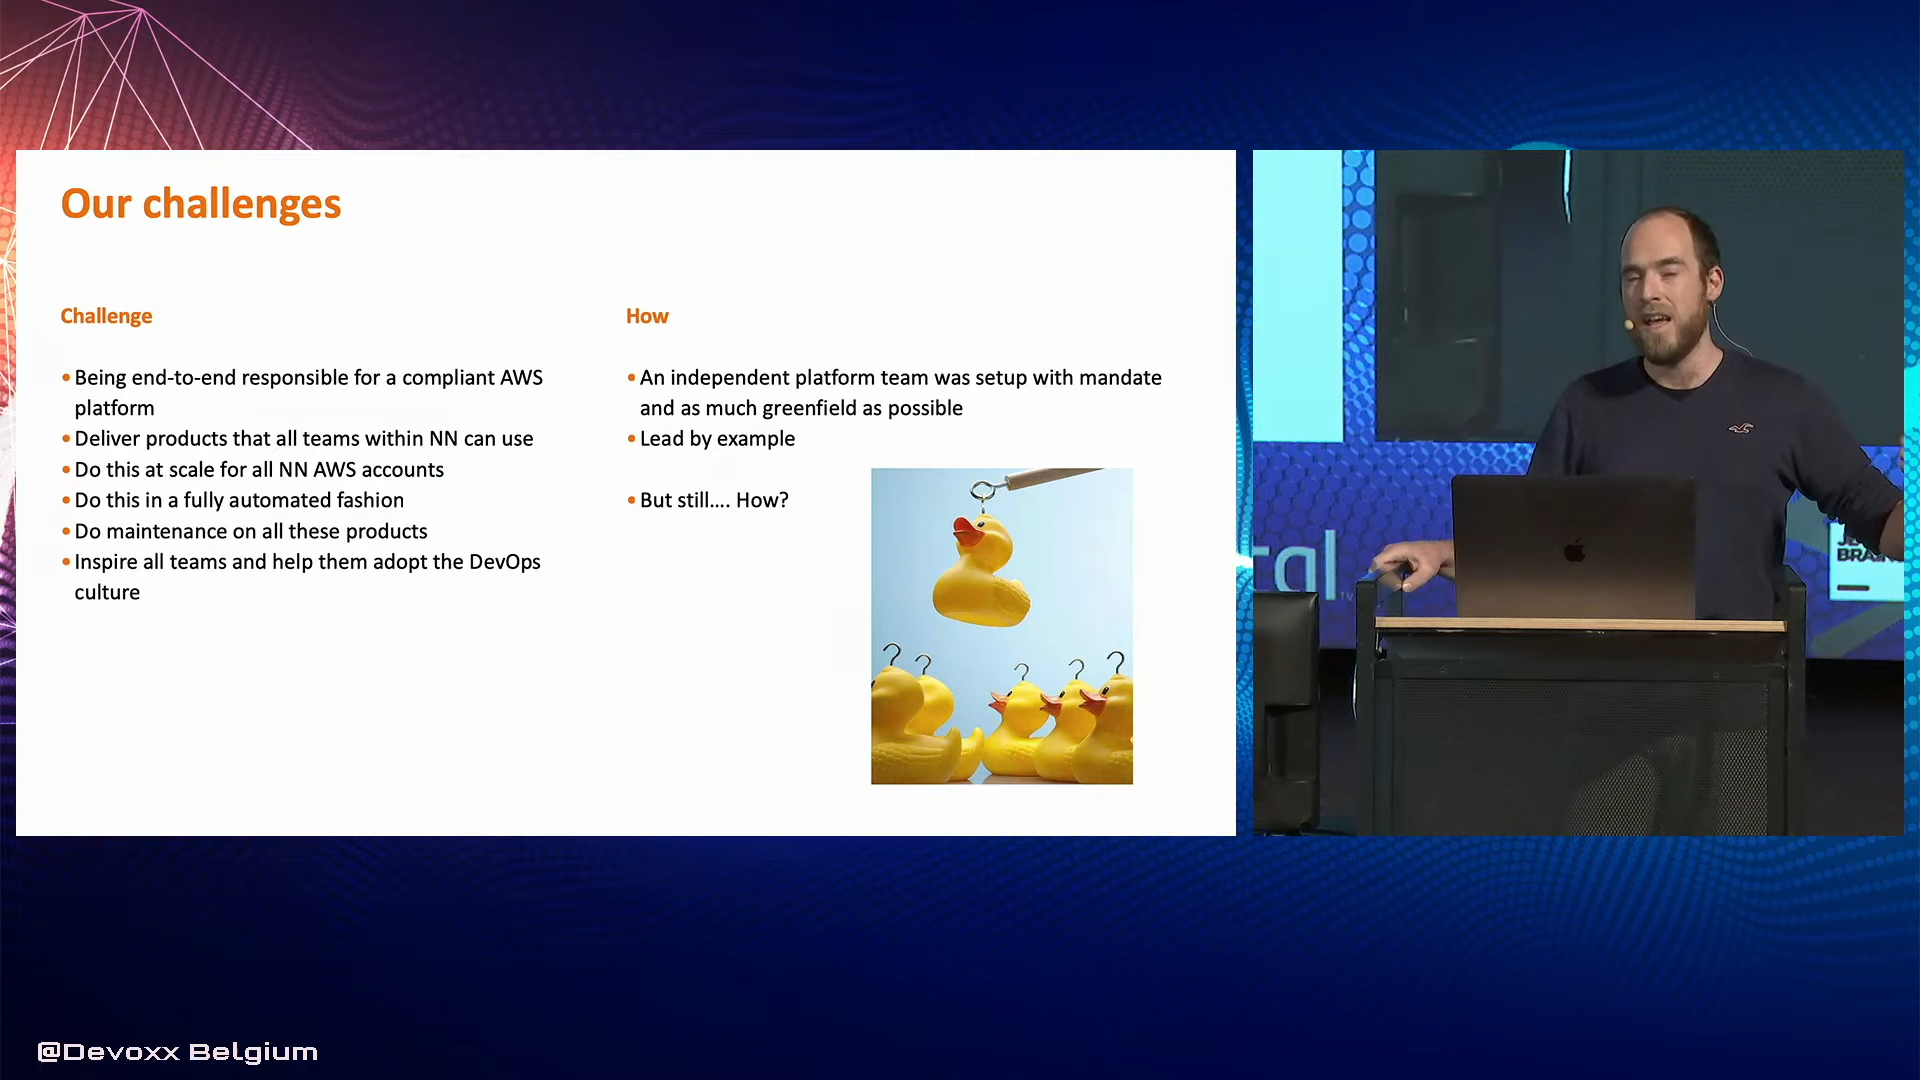 Our challenges
Challenge
•Being end-to-end responsible for a compliant AWS
platform
•Deliver products that all teams within NN can use
•Do this at scale for all NN AWS accounts
•Do this in a fully automated fashion
•Do maintenance on all these products
•Inspire all teams and help them adopt the DevOps
culture
How
•An independent platform team was setup with mandate
and as much greenfield as possible
•Lead by example
•But still.... How?
@Devoxx Belgium